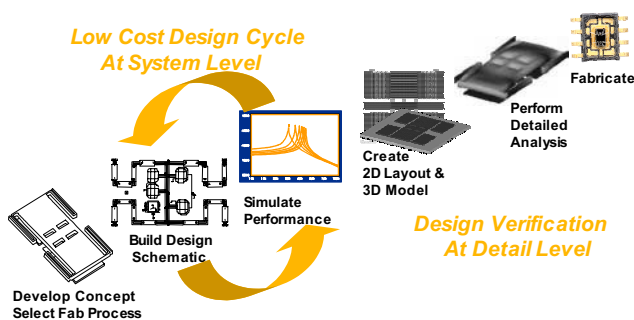 Low Cost Design Cycle
At System Level
Fabricate
Perform
Detailed
Analysis
Create
2D Layout &
3D Model
Simulate
Performance
Build Design
Schematic
Design Verification
At Detail Level
Develop Concept
Select Fab Process